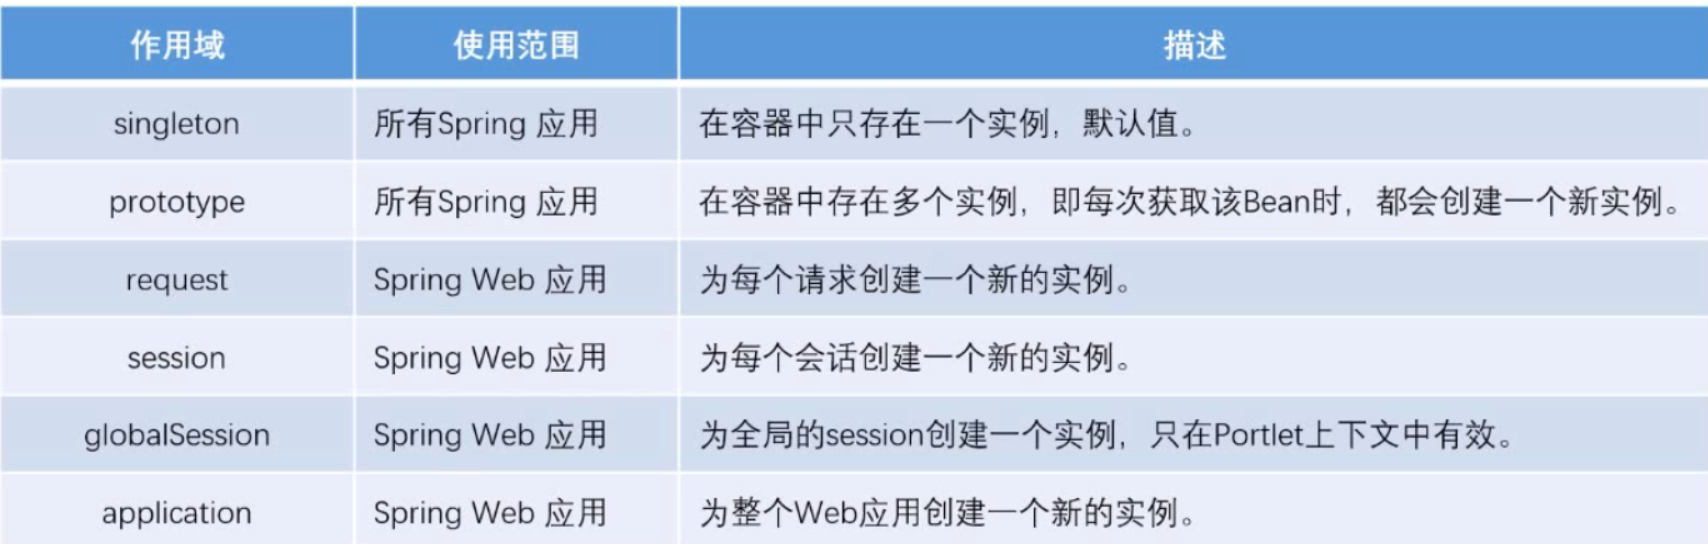 作用域 使用范围 描述
singleton 所有Spring 应用 在容器中只存在一个实例，默认值。
prototype 所有Spring 应用 在容器中存在多个实例，即每次获取该Bean时，都会创建一个新实例。
request Spring Web 应用 为每个请求创建一个新的实例。
session Spring Web 应用 为每个会话创建一个新的实例。
globalSession Spring Web 应用 为全局的session创建一个实例，只在Portlet上下文中有效。
application Spring Web 应用 为整个Web应用创建一个新的实例。